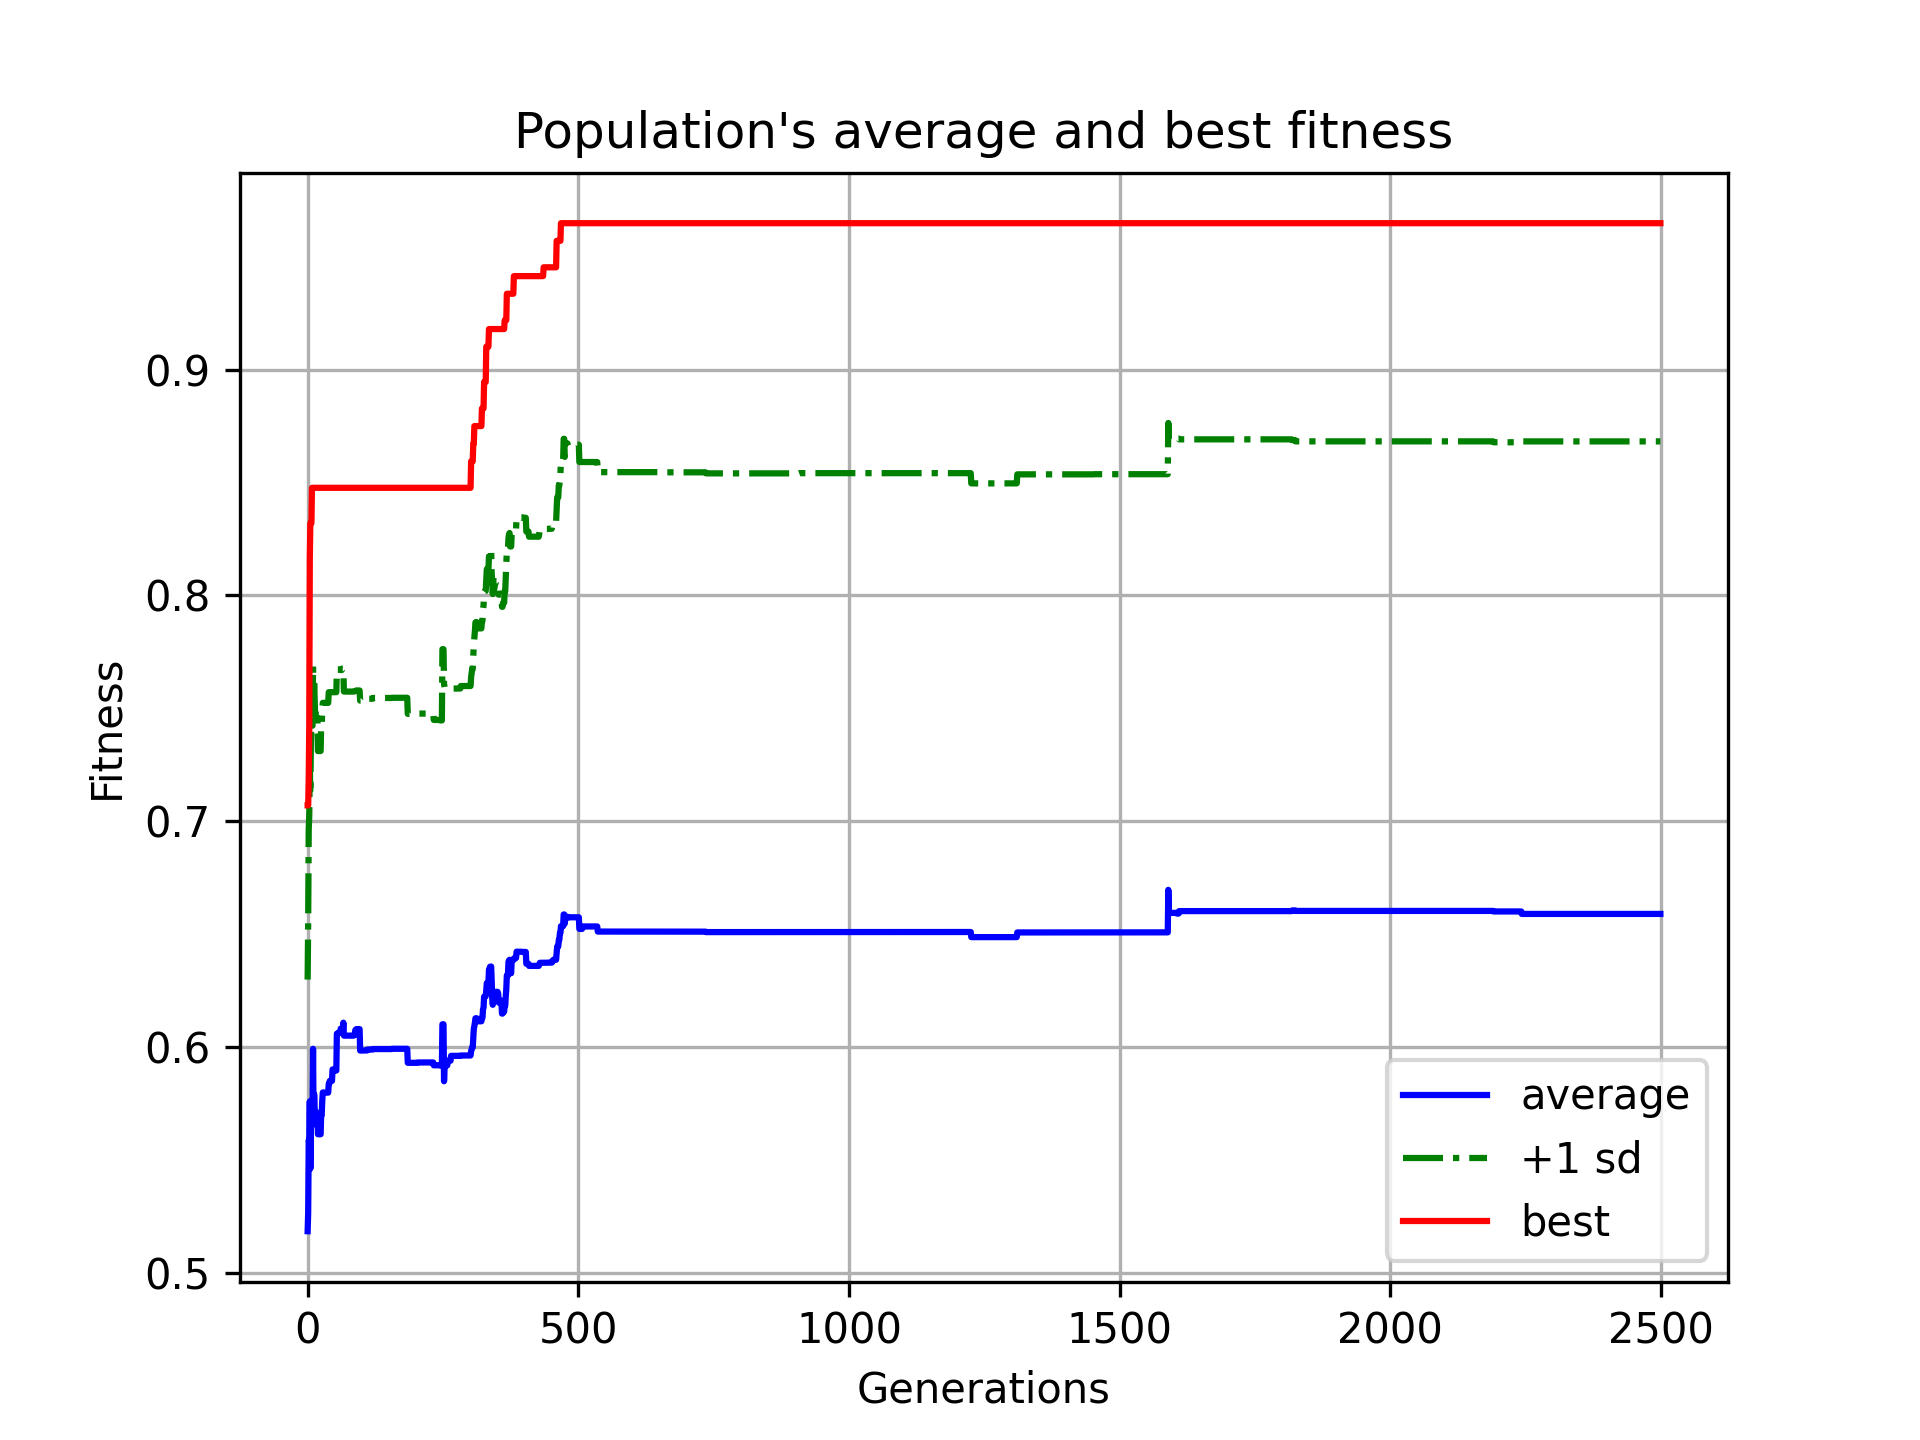 Population's average and best fitness
Fitness
0.9
0.8
0.7
0.6
0.5
0 500 1000 1500 2000 2500
Generations
average
+1 sd
best